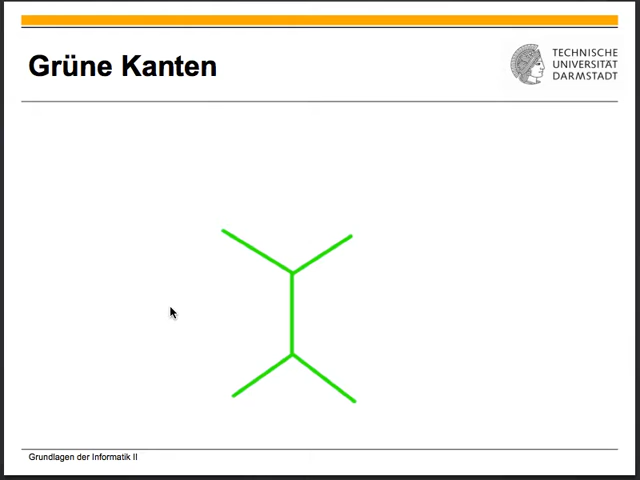 Grüne Kanten
TECHNISCHE
UNIVERSITÄT
DARMSTADT
Grundlagen der Informatik II